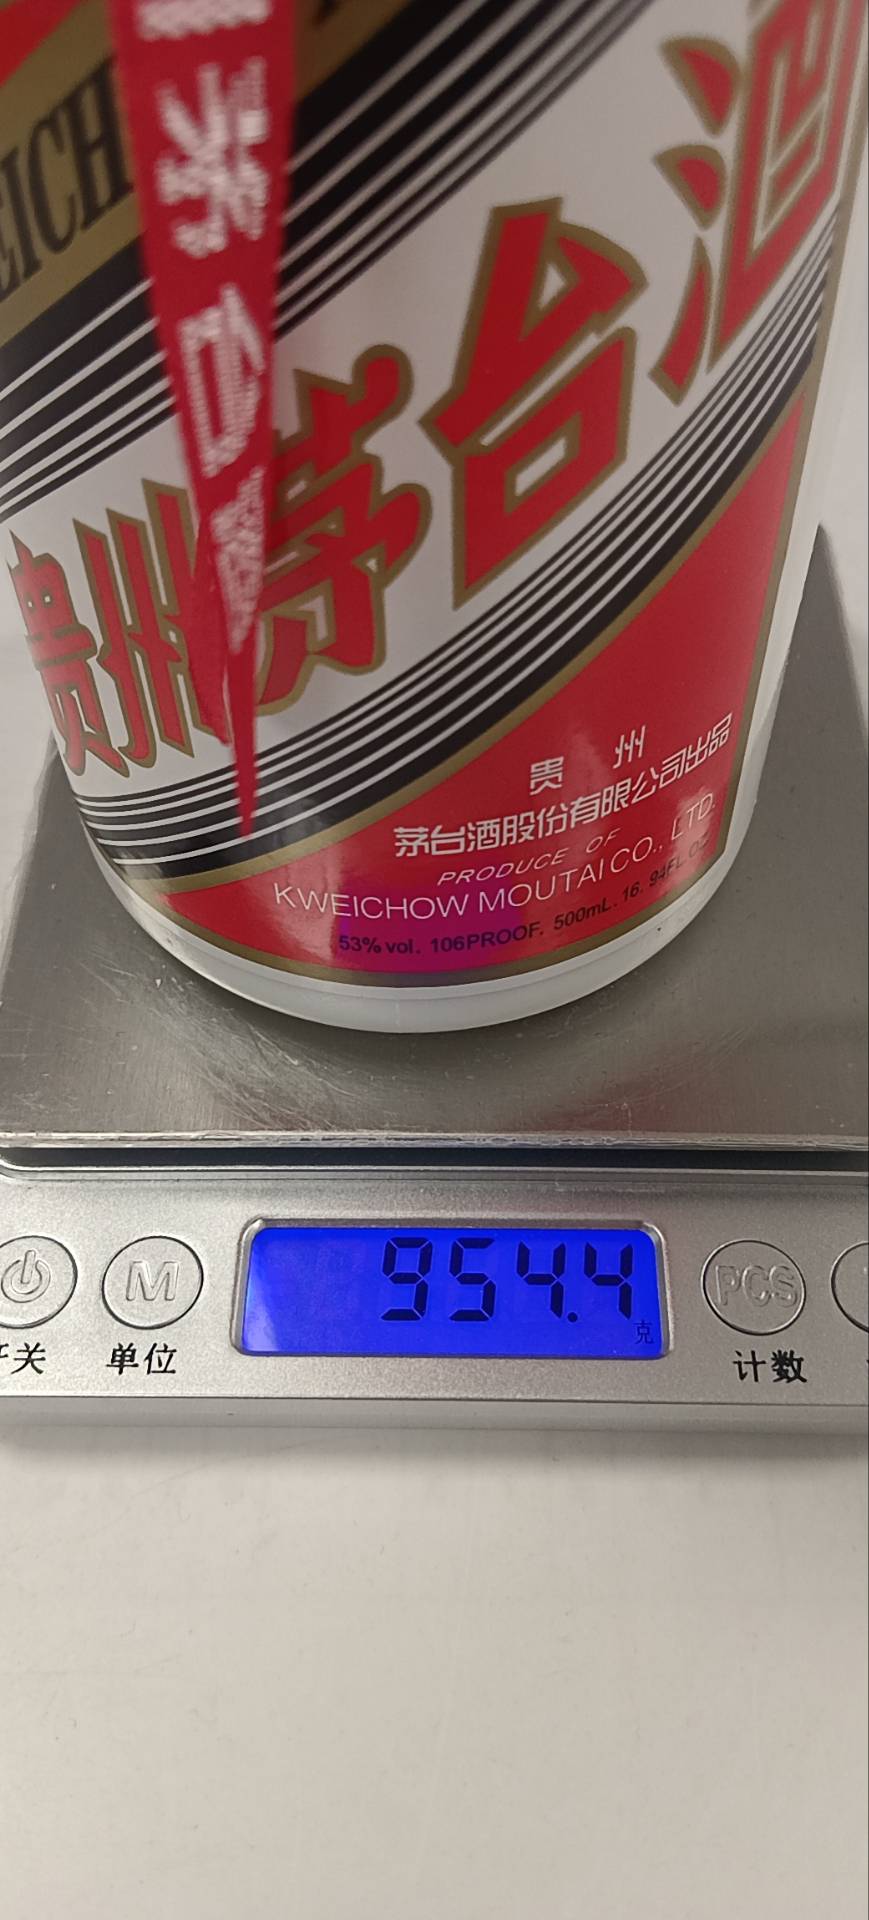 EICH
茅
台
贵州茅台酒
贵 州
茅台酒股份有限公司出品
PRODUCE OF
KWEICHOW MOUTAI CO., LTD.
53% vol. 106PROOF. 500mL. 16. 94FL.OZ
954.4
克
M
PCS
开关
单位
计数